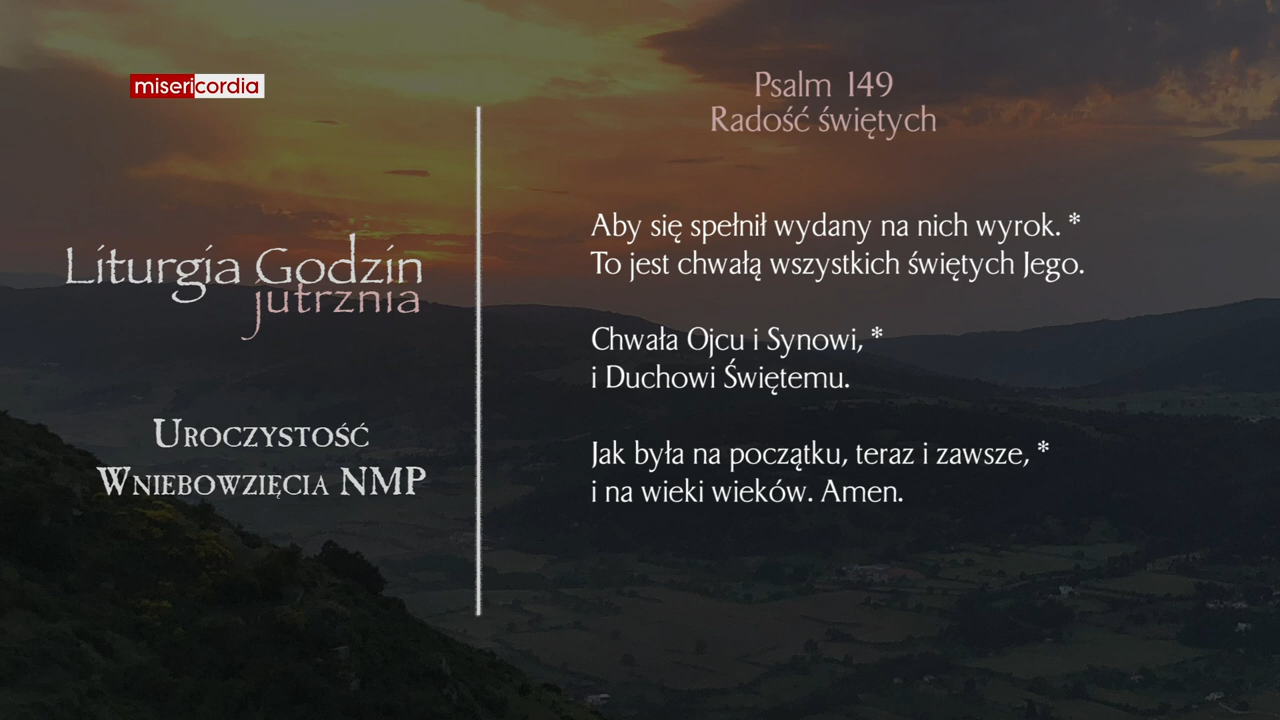 misericordia
Liturgia Godzin
jutrznia
Uroczystość
Wniebowzięcia NMP
Psalm 149
Radość świętych
Aby się spełnił wydany na nich wyrok. *
To jest chwałą wszystkich świętych Jego.
Chwała Ojcu i Synowi, *
i Duchowi Świętemu.
Jak była na początku, teraz i zawsze, *
i na wieki wieków. Amen.